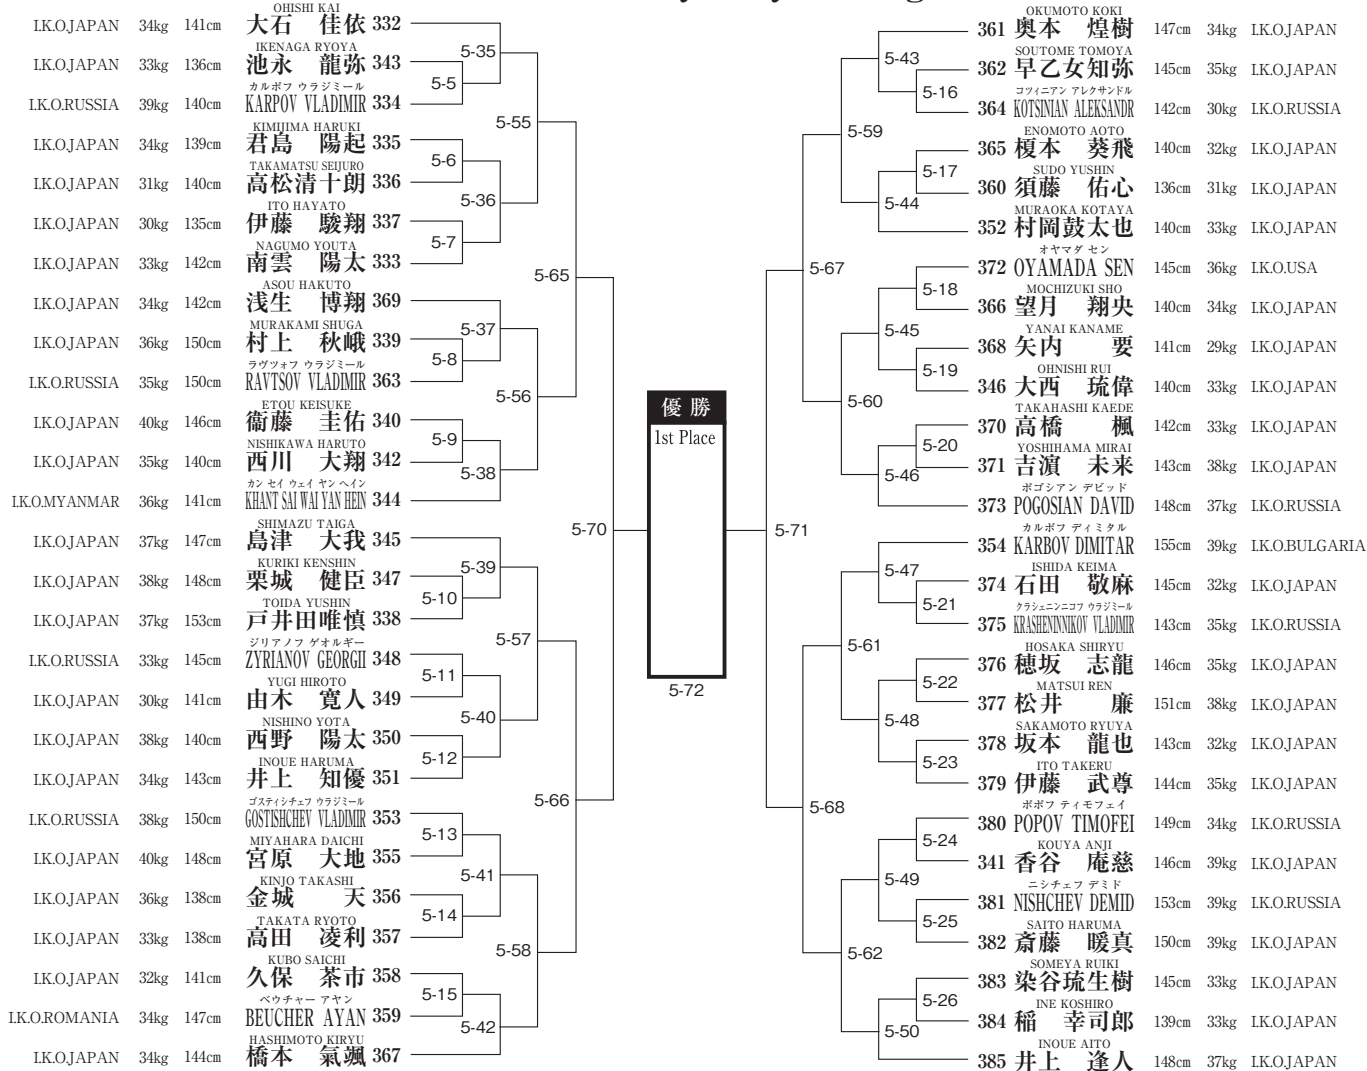 OHISHI KAI
I.K.O.JAPAN 34kg 141cm 大石 佳依 332
5-35
IKENAGA RYOYA
I.K.O.JAPAN 33kg 136cm 池永 龍弥 343
5-5
カルポフ ウラジミール
I.K.O.RUSSIA 39kg 140cm KARPOV VLADIMIR 334
5-55
KIMIJIMA HARUKI
I.K.O.JAPAN 34kg 139cm 君島 陽起 335
5-6
TAKAMATSU SEIJURO
I.K.O.JAPAN 31kg 140cm 高松清十朗 336
5-36
ITO HAYATO
I.K.O.JAPAN 30kg 135cm 伊藤 駿翔 337
5-7
NAGUMO YOUTA
I.K.O.JAPAN 33kg 142cm 南雲 陽太 333
5-65
ASOU HAKUTO
I.K.O.JAPAN 34kg 142cm 浅生 博翔 369
5-37
MURAKAMI SHUGA
I.K.O.JAPAN 36kg 150cm 村上 秋峨 339
5-8
ラヴツォフ ウラジミール
I.K.O.RUSSIA 35kg 150cm RAVTSOV VLADIMIR 363
5-56
ETOU KEISUKE
I.K.O.JAPAN 40kg 146cm 衞藤 圭佑 340
5-9
NISHIKAWA HARUTO
I.K.O.JAPAN 35kg 140cm 西川 大翔 342
5-38
カン セイ ウェイ ヤン ヘイン
I.K.O.MYANMAR 36kg 141cm KHANT SAI WAI YAN HEIN 344
5-70
SHIMAZU TAIGA
I.K.O.JAPAN 37kg 147cm 島津 大我 345
5-39
KURIKI KENSHIN
I.K.O.JAPAN 38kg 148cm 栗城 健臣 347
5-10
TOIDA YUSHIN
I.K.O.JAPAN 37kg 153cm 戸井田唯慎 338
5-57
ジリアノフ ゲオルギー
I.K.O.RUSSIA 33kg 145cm ZYRIANOV GEORGII 348
5-11
YUGI HIROTO
I.K.O.JAPAN 30kg 141cm 由木 寛人 349
5-40
NISHINO YOTA
I.K.O.JAPAN 38kg 140cm 西野 陽太 350
5-12
INOUE HARUMA
I.K.O.JAPAN 34kg 143cm 井上 知優 351
5-66
ゴスティシチェフ ウラジミール
I.K.O.RUSSIA 38kg 150cm GOSTISHCHEV VLADIMIR 353
5-13
MIYAHARA DAICHI
I.K.O.JAPAN 40kg 148cm 宮原 大地 355
5-41
KINJO TAKASHI
I.K.O.JAPAN 36kg 138cm 金城 天 356
5-14
TAKATA RYOTO
I.K.O.JAPAN 33kg 138cm 高田 凌利 357
5-58
KUBO SAICHI
I.K.O.JAPAN 32kg 141cm 久保 茶市 358
5-15
ベウチャー アヤン
I.K.O.ROMANIA 34kg 147cm BEUCHER AYAN 359
5-42
HASHIMOTO KIRYU
I.K.O.JAPAN 34kg 144cm 橋本 氣颯 367
優勝
1st Place
5-72
OKUMOTO KOKI
361 奥本 煌樹 147cm 34kg I.K.O.JAPAN
5-43
SOUTOME TOMOYA
362 早乙女知弥 145cm 35kg I.K.O.JAPAN
5-16
コツィニアン アレクサンドル
364 KOTSINIAN ALEKSANDR 142cm 30kg I.K.O.RUSSIA
5-59
ENOMOTO AOTO
365 榎本 葵飛 140cm 32kg I.K.O.JAPAN
5-17
SUDO YUSHIN
360 須藤 佑心 136cm 31kg I.K.O.JAPAN
5-44
MURAOKA KOTAYA
352 村岡鼓太也 140cm 33kg I.K.O.JAPAN
5-67
オヤマダ セン
372 OYAMADA SEN 145cm 36kg I.K.O.USA
5-18
MOCHIZUKI SHO
366 望月 翔央 140cm 34kg I.K.O.JAPAN
5-45
YANAI KANAME
368 矢内 要 141cm 29kg I.K.O.JAPAN
5-19
OHNISHI RUI
346 大西 琉偉 140cm 33kg I.K.O.JAPAN
5-60
TAKAHASHI KAEDE
370 高橋 楓 142cm 33kg I.K.O.JAPAN
5-20
YOSHIHAMA MIRAI
371 吉濵 未来 143cm 38kg I.K.O.JAPAN
5-46
ポゴシアン デビッド
373 POGOSIAN DAVID 148cm 37kg I.K.O.RUSSIA
5-71
カルボフ ディミタル
354 KARBOV DIMITAR 155cm 39kg I.K.O.BULGARIA
5-47
ISHIDA KEIMA
374 石田 敬麻 145cm 32kg I.K.O.JAPAN
5-21
クラシェニンニコフ ウラジミール
375 KRASHENINNIKOV VLADIMIR 143cm 35kg I.K.O.RUSSIA
5-61
HOSAKA SHIRYU
376 穂坂 志龍 146cm 35kg I.K.O.JAPAN
5-22
MATSUI REN
377 松井 廉 151cm 38kg I.K.O.JAPAN
5-48
SAKAMOTO RYUYA
378 坂本 龍也 143cm 32kg I.K.O.JAPAN
5-23
ITO TAKERU
379 伊藤 武尊 144cm 35kg I.K.O.JAPAN
5-68
ポポフ ティモフェイ
380 POPOV TIMOFEI 149cm 34kg I.K.O.RUSSIA
5-24
KOUYA ANJI
341 香谷 庵慈 146cm 39kg I.K.O.JAPAN
5-49
ニシチェフ デミド
381 NISHCHEV DEMID 153cm 39kg I.K.O.RUSSIA
5-25
SAITO HARUMA
382 斎藤 暖真 150cm 39kg I.K.O.JAPAN
5-62
SOMEYA RUIKI
383 染谷琉生樹 145cm 33kg I.K.O.JAPAN
5-26
INE KOSHIRO
384 稲 幸司郎 139cm 33kg I.K.O.JAPAN
5-50
INOUE AITO
385 井上 逢人 148cm 37kg I.K.O.JAPAN